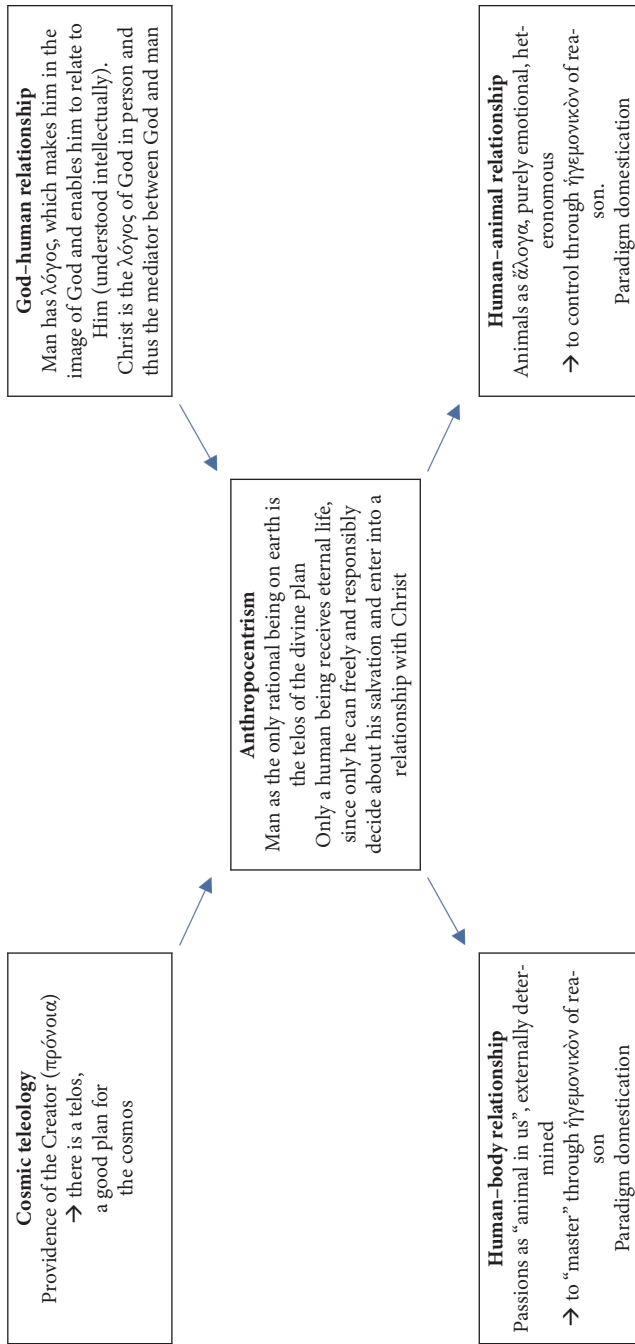 Cosmic teleology
Providence of the Creator (πρόνοια)
→ there is a telos,
a good plan for
the cosmos
God–human relationship
Man has λόγος, which makes him in the
image of God and enables him to relate to
Him (understood intellectually).
Christ is the λόγος of God in person and
thus the mediator between God and man
Anthropocentrism
Man as the only rational being on earth is
the telos of the divine plan
Only a human being receives eternal life,
since only he can freely and responsibly
decide about his salvation and enter into a
relationship with Christ
Human–body relationship
Passions as “animal in us”, externally deter-
mined
→ to “master” through ἡγεμονικὸν of rea-
son
Paradigm domestication
Human–animal relationship
Animals as ἄλογα, purely emotional, het-
eronomous
→ to control through ἡγεμονικὸν of rea-
son.
Paradigm domestication